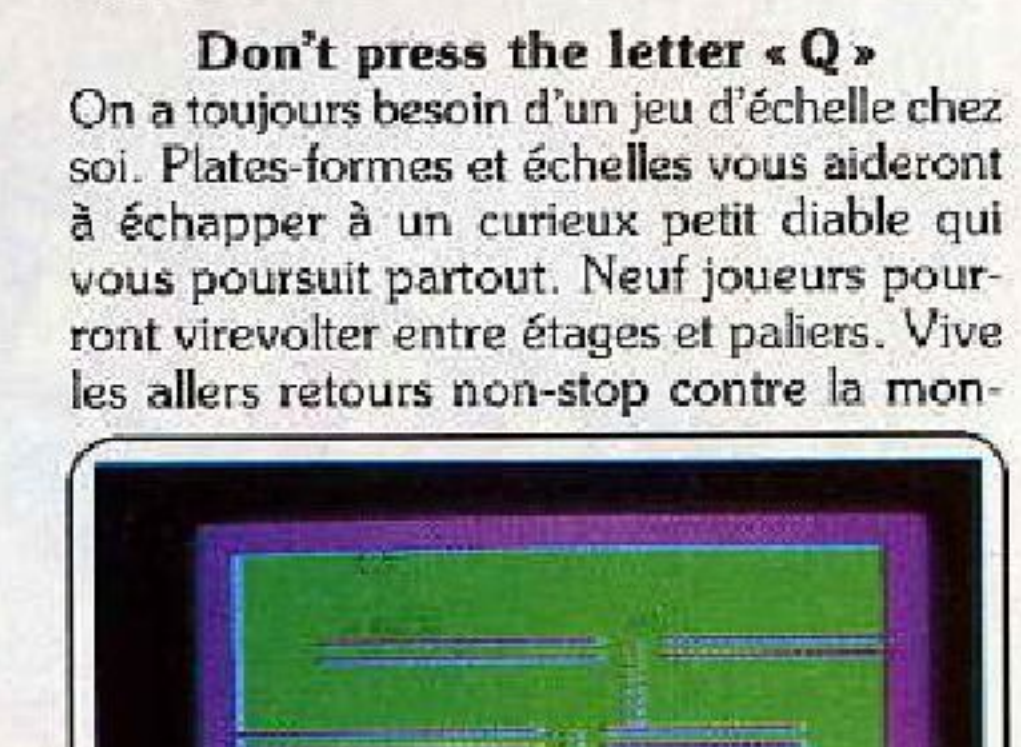 Don't press the letter « Q »
On a toujours besoin d'un jeu d'échelle chez
soi. Plates-formes et échelles vous aideront
à échapper à un curieux petit diable qui
vous poursuit partout. Neuf joueurs pour-
ront virevolter entre étages et paliers. Vive
les allers retours non-stop contre la mon-